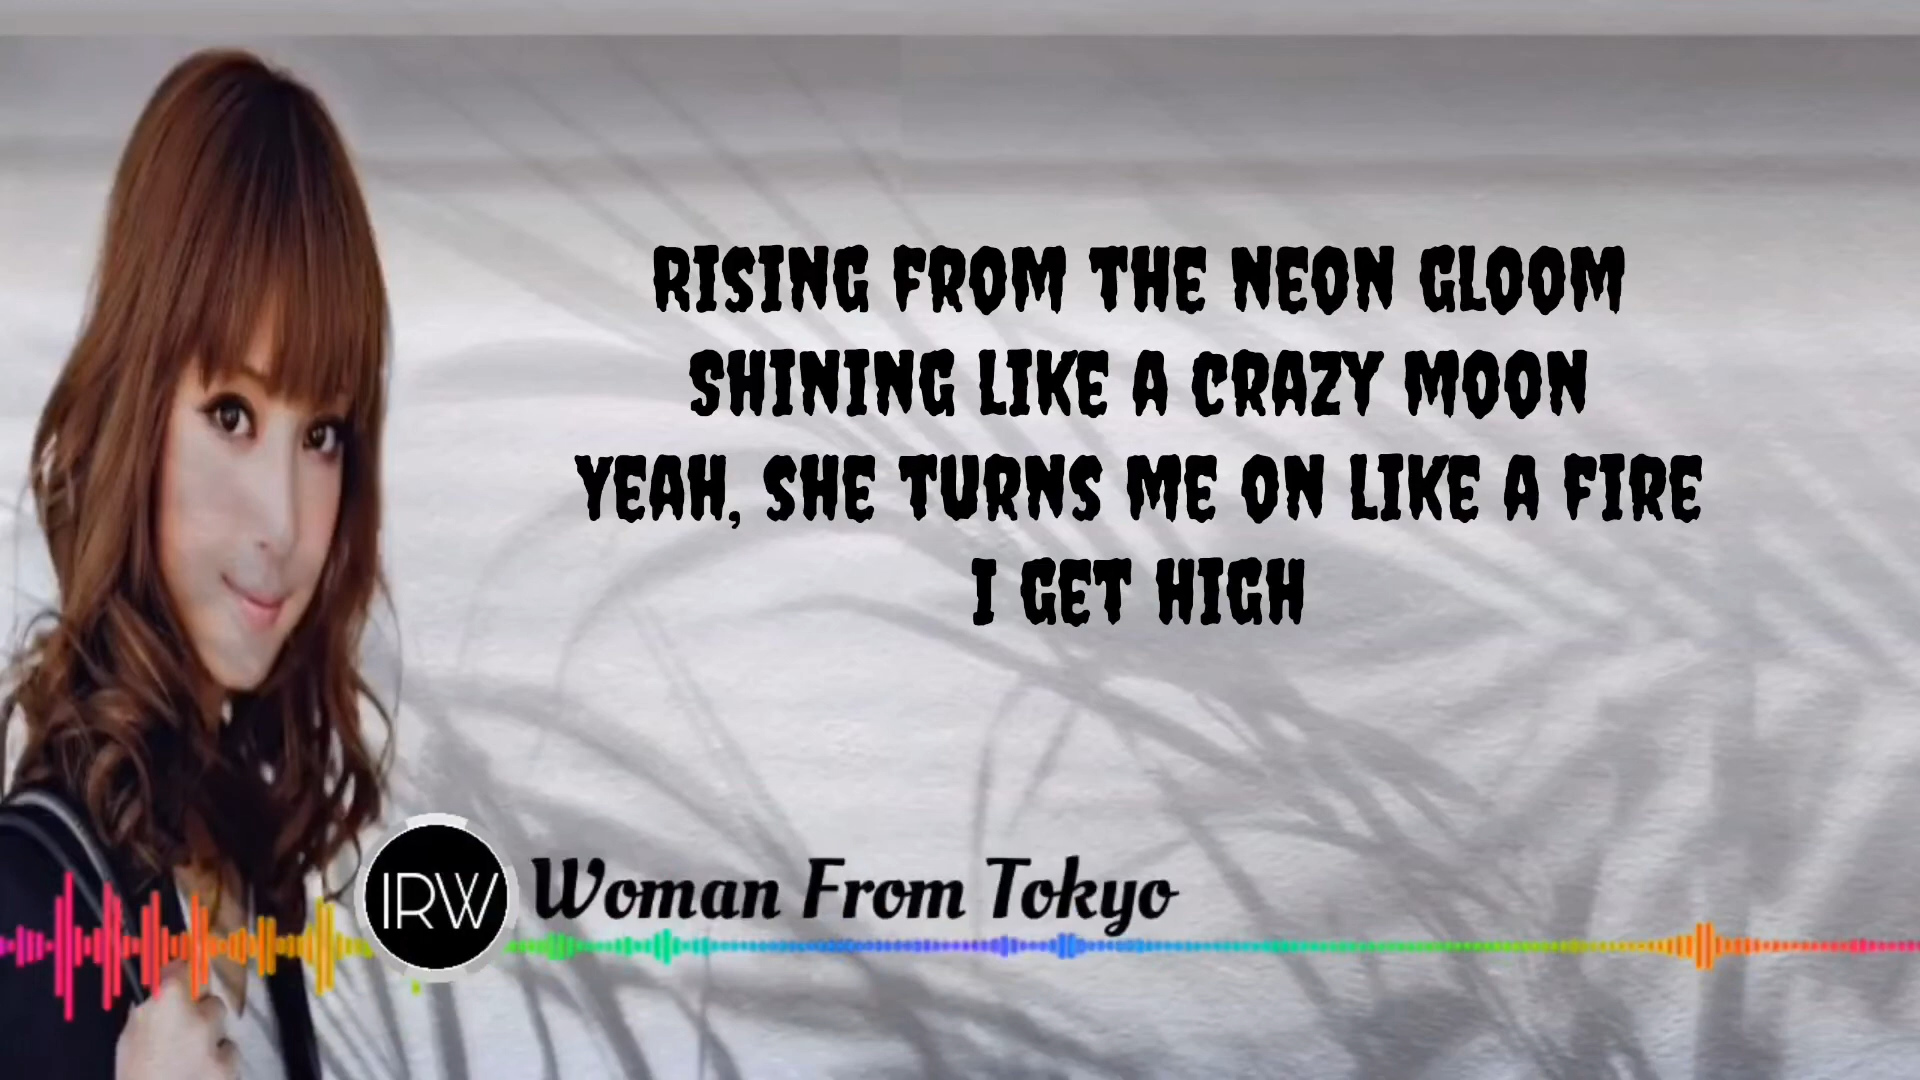 RISING FROM THE NEON GLOOM
SHINING LIKE A CRAZY MOON
YEAH, SHE TURNS ME ON LIKE A FIRE
I GET HIGH
IRW
Woman From Tokyo